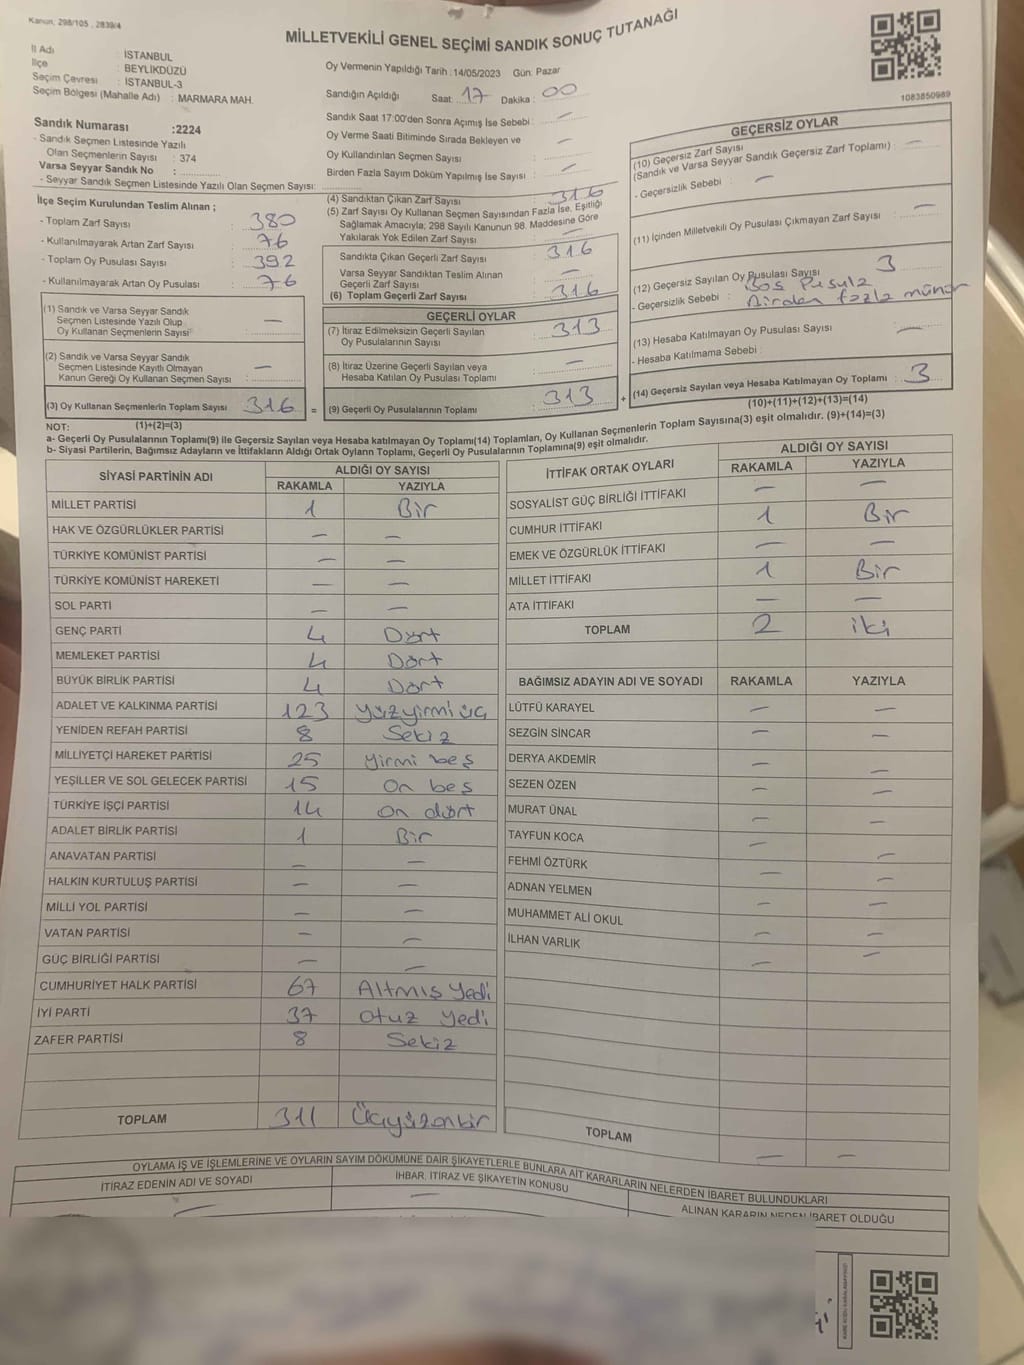 Kanun, 298/105 , 2839/4
MİLLETVEKİLİ GENEL SEÇİMİ SANDIK SONUÇ TUTANAĞI
1083850989
İl Adı : İSTANBUL
İlçe : BEYLİKDÜZÜ
Seçim Çevresi : İSTANBUL-3
Seçim Bölgesi (Mahalle Adı) : MARMARA MAH.
Sandık Numarası :2224
- Sandık Seçmen Listesinde Yazılı
Olan Seçmenlerin Sayısı : 374
Varsa Seyyar Sandık No :
- Seyyar Sandık Seçmen Listesinde Yazılı Olan Seçmen Sayısı:
Oy Vermenin Yapıldığı Tarih : 14/05/2023 Gün: Pazar
Sandığın Açıldığı Saat: 17 Dakika : 00
Sandık Saat 17:00'den Sonra Açımış İse Sebebi : —
Oy Verme Saati Bitiminde Sırada Bekleyen ve
Oy Kullandırılan Seçmen Sayısı : —
Birden Fazla Sayım Döküm Yapılmış İse Sayısı : —
İlçe Seçim Kurulundan Teslim Alınan ;
- Toplam Zarf Sayısı : 380
- Kullanılmayarak Artan Zarf Sayısı : 76
- Toplam Oy Pusulası Sayısı : 392
- Kullanılmayarak Artan Oy Pusulası : 76
(1) Sandık ve Varsa Seyyar Sandık
Seçmen Listesinde Yazılı Olup
Oy Kullanan Seçmenlerin Sayısı : —
(2) Sandık ve Varsa Seyyar Sandık
Seçmen Listesinde Kayıtlı Olmayan
Kanun Gereği Oy Kullanan Seçmen Sayısı : —
(3) Oy Kullanan Seçmenlerin Toplam Sayısı 316
(1)+(2)=(3)
(4) Sandıktan Çıkan Zarf Sayısı : 316
(5) Zarf Sayısı Oy Kullanan Seçmen Sayısından Fazla İse, Eşitliği
Sağlamak Amacıyla; 298 Sayılı Kanunun 98. Maddesine Göre
Yakılarak Yok Edilen Zarf Sayısı : —
Sandıkta Çıkan Geçerli Zarf Sayısı : 316
Varsa Seyyar Sandıktan Teslim Alınan
Geçerli Zarf Sayısı : —
(6) Toplam Geçerli Zarf Sayısı : 316
GEÇERLİ OYLAR
(7) İtiraz Edilmeksizin Geçerli Sayılan
Oy Pusulalarının Sayısı : 313
(8) İtiraz Üzerine Geçerli Sayılan veya
Hesaba Katılan Oy Pusulası Toplamı : —
= (9) Geçerli Oy Pusulalarının Toplamı : 313
GEÇERSİZ OYLAR
(10) Geçersiz Zarf Sayısı
(Sandık ve Varsa Seyyar Sandık Geçersiz Zarf Toplamı) : —
- Geçersizlik Sebebi : —
(11) İçinden Milletvekili Oy Pusulası Çıkmayan Zarf Sayısı : —
(12) Geçersiz Sayılan Oy Pusulası Sayısı : 3
- Geçersizlik Sebebi : Boş Pusula
Birden fazla mühür
(13) Hesaba Katılmayan Oy Pusulası Sayısı : —
- Hesaba Katılmama Sebebi :
+ (14) Geçersiz Sayılan veya Hesaba Katılmayan Oy Toplamı : 3
(10)+(11)+(12)+(13)=(14)
NOT:
a- Geçerli Oy Pusulalarının Toplamı(9) ile Geçersiz Sayılan veya Hesaba katılmayan Oy Toplamı(14) Toplamları, Oy Kullanan Seçmenlerin Toplam Sayısına(3) eşit olmalıdır. (9)+(14)=(3)
b- Siyasi Partilerin, Bağımsız Adayların ve İttifakların Aldığı Ortak Oyların Toplamı, Geçerli Oy Pusulalarının Toplamına(9) eşit olmalıdır.
SİYASİ PARTİNİN ADI ALDIĞI OY SAYISI
RAKAMLA YAZIYLA
MİLLET PARTİSİ 1 Bir
HAK VE ÖZGÜRLÜKLER PARTİSİ — —
TÜRKİYE KOMÜNİST PARTİSİ — —
TÜRKİYE KOMÜNİST HAREKETİ — —
SOL PARTİ — —
GENÇ PARTİ 4 Dört
MEMLEKET PARTİSİ 4 Dört
BÜYÜK BİRLİK PARTİSİ 4 Dört
ADALET VE KALKINMA PARTİSİ 123 Yüzyirmi üç
YENİDEN REFAH PARTİSİ 8 Sekiz
MİLLİYETÇİ HAREKET PARTİSİ 25 Yirmi beş
YEŞİLLER VE SOL GELECEK PARTİSİ 15 On beş
TÜRKİYE İŞÇİ PARTİSİ 14 On dört
ADALET BİRLİK PARTİSİ 1 Bir
ANAVATAN PARTİSİ — —
HALKIN KURTULUŞ PARTİSİ — —
MİLLİ YOL PARTİSİ — —
VATAN PARTİSİ — —
GÜÇ BİRLİĞİ PARTİSİ — —
CUMHURİYET HALK PARTİSİ 67 Altmış yedi
İYİ PARTİ 37 Otuz yedi
ZAFER PARTİSİ 8 Sekiz
TOPLAM 311 Üçyüzonbir
İTTİFAK ORTAK OYLARI ALDIĞI OY SAYISI
RAKAMLA YAZIYLA
SOSYALİST GÜÇ BİRLİĞİ İTTİFAKI — —
CUMHUR İTTİFAKI 1 Bir
EMEK VE ÖZGÜRLÜK İTTİFAKI — —
MİLLET İTTİFAKI 1 Bir
ATA İTTİFAKI — —
TOPLAM 2 iki
BAĞIMSIZ ADAYIN ADI VE SOYADI RAKAMLA YAZIYLA
LÜTFÜ KARAYEL — —
SEZGİN SİNCAR — —
DERYA AKDEMİR — —
SEZEN ÖZEN — —
MURAT ÜNAL — —
TAYFUN KOCA — —
FEHMİ ÖZTÜRK — —
ADNAN YELMEN — —
MUHAMMET ALİ OKUL — —
İLHAN VARLIK — —
TOPLAM — —
OYLAMA İŞ VE İŞLEMLERİNE VE OYLARIN SAYIM DÖKÜMÜNE DAİR ŞİKAYETLERLE BUNLARA AİT KARARLARIN NELERDEN İBARET BULUNDUKLARI
İTİRAZ EDENİN ADI VE SOYADI İHBAR, İTİRAZ VE ŞİKAYETİN KONUSU ALINAN KARARIN NEDEN İBARET OLDUĞU
— —